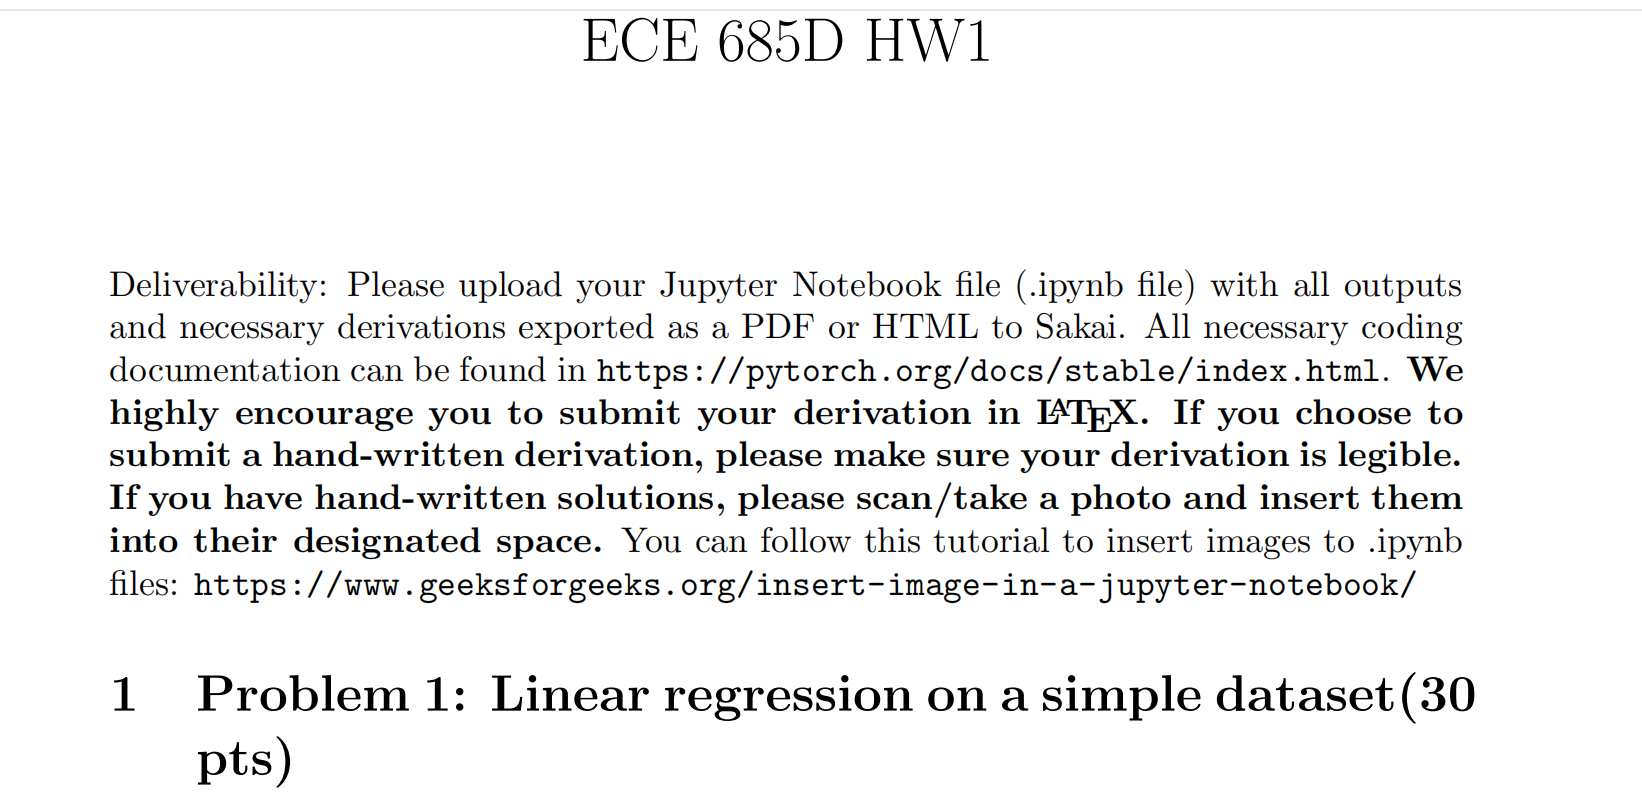 ECE 685D HW1
Deliverability: Please upload your Jupyter Notebook file (.ipynb file) with all outputs
and necessary derivations exported as a PDF or HTML to Sakai. All necessary coding
documentation can be found in https://pytorch.org/docs/stable/index.html. We
highly encourage you to submit your derivation in LATEX. If you choose to
submit a hand-written derivation, please make sure your derivation is legible.
If you have hand-written solutions, please scan/take a photo and insert them
into their designated space. You can follow this tutorial to insert images to .ipynb
files: https://www.geeksforgeeks.org/insert-image-in-a-jupyter-notebook/
1 Problem 1: Linear regression on a simple dataset(30
pts)